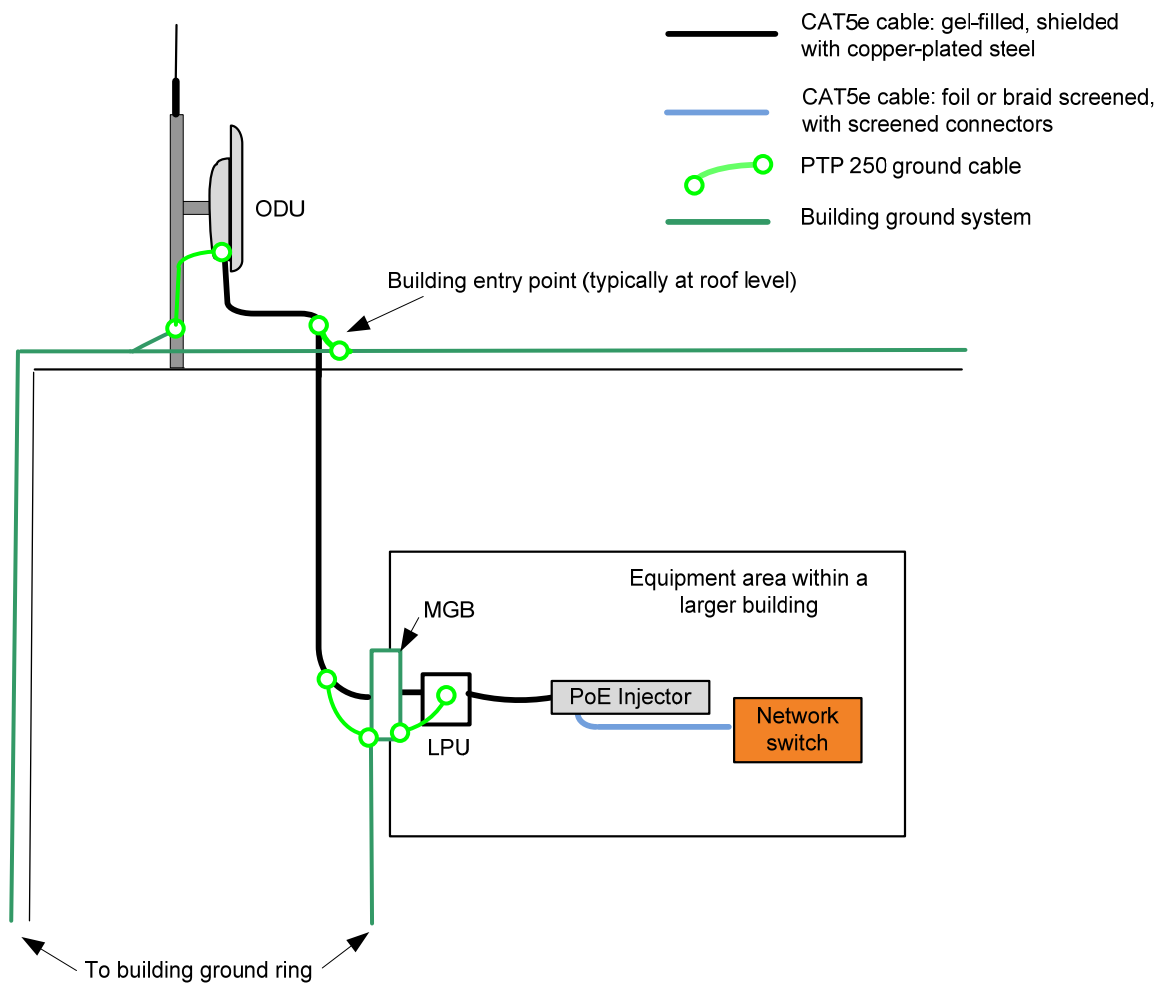 CAT5e cable: gel-filled, shielded
with copper-plated steel
CAT5e cable: foil or braid screened,
with screened connectors
PTP 250 ground cable
Building ground system
ODU
Building entry point (typically at roof level)
Equipment area within a
larger building
MGB
PoE Injector
Network
switch
LPU
To building ground ring